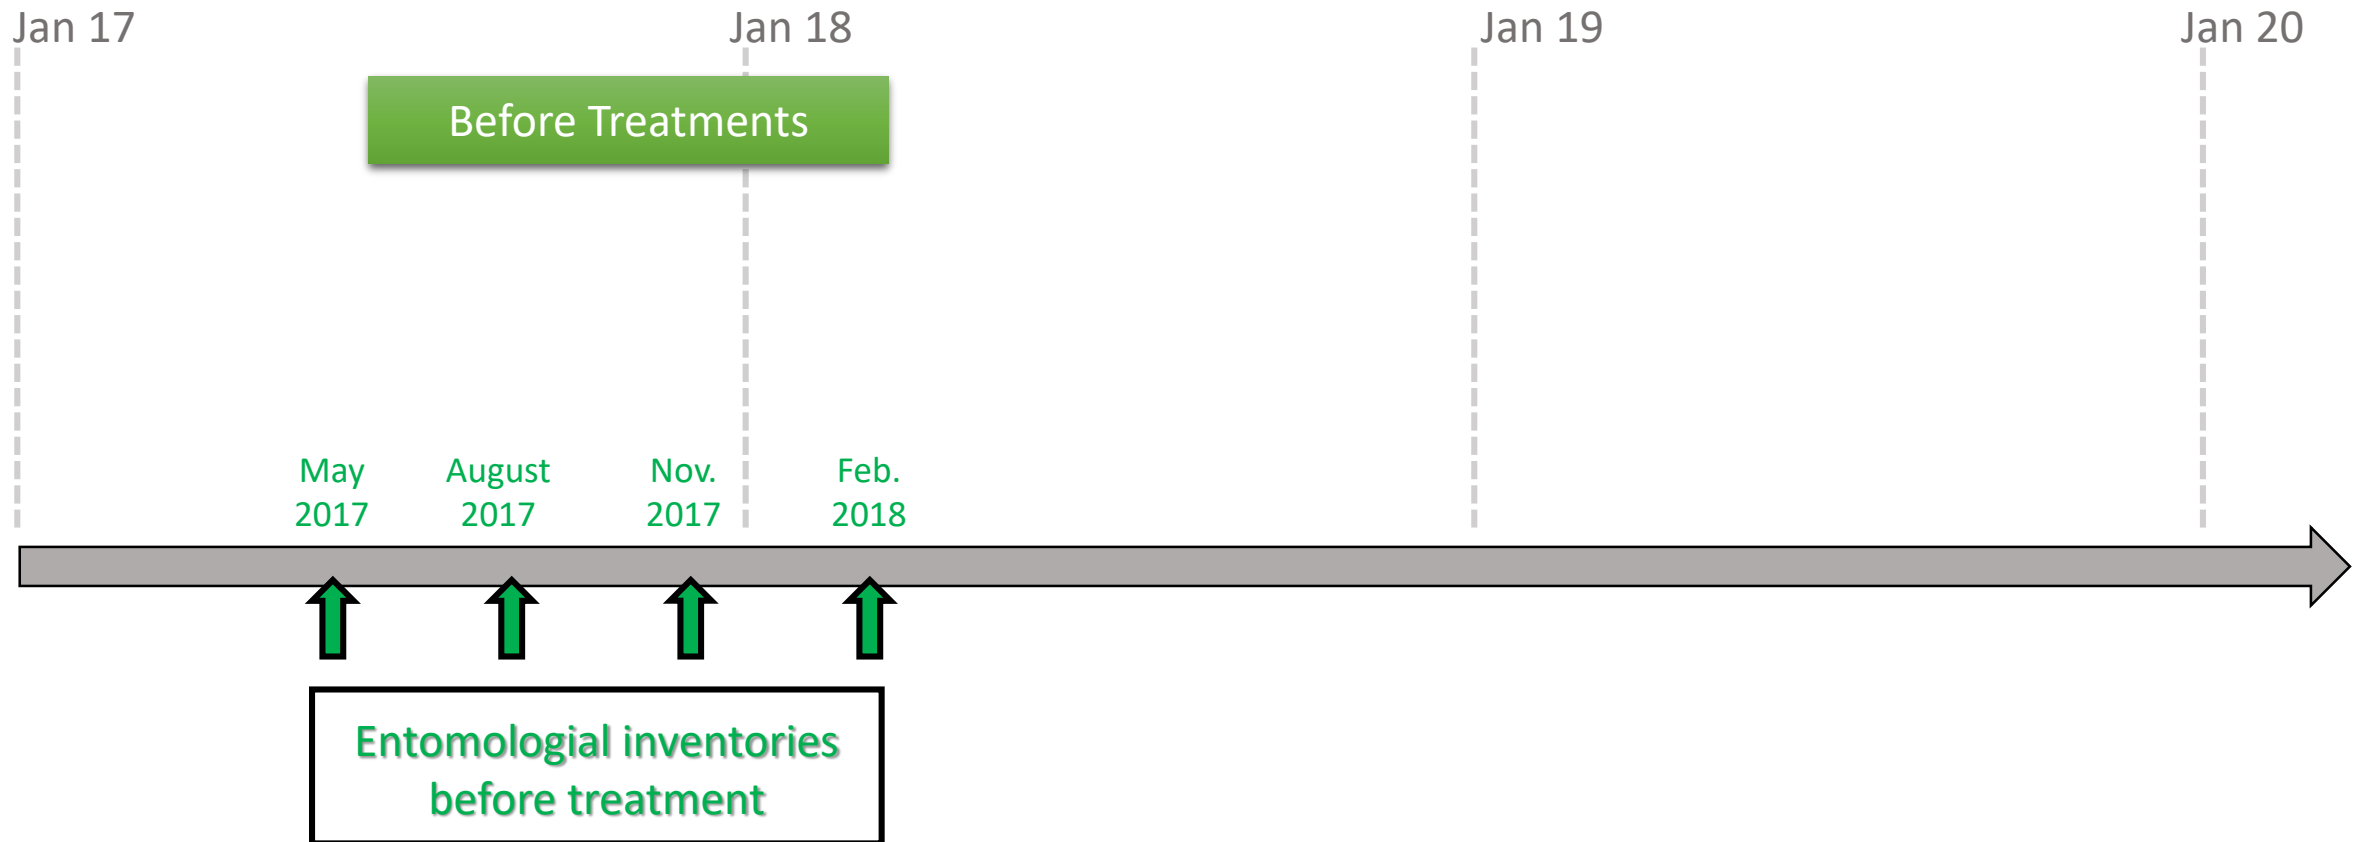 Jan 17
Jan 18
Jan 19
Jan 20
Before Treatments
May
2017
August
2017
Nov.
2017
Feb.
2018
Entomologial inventories
before treatment